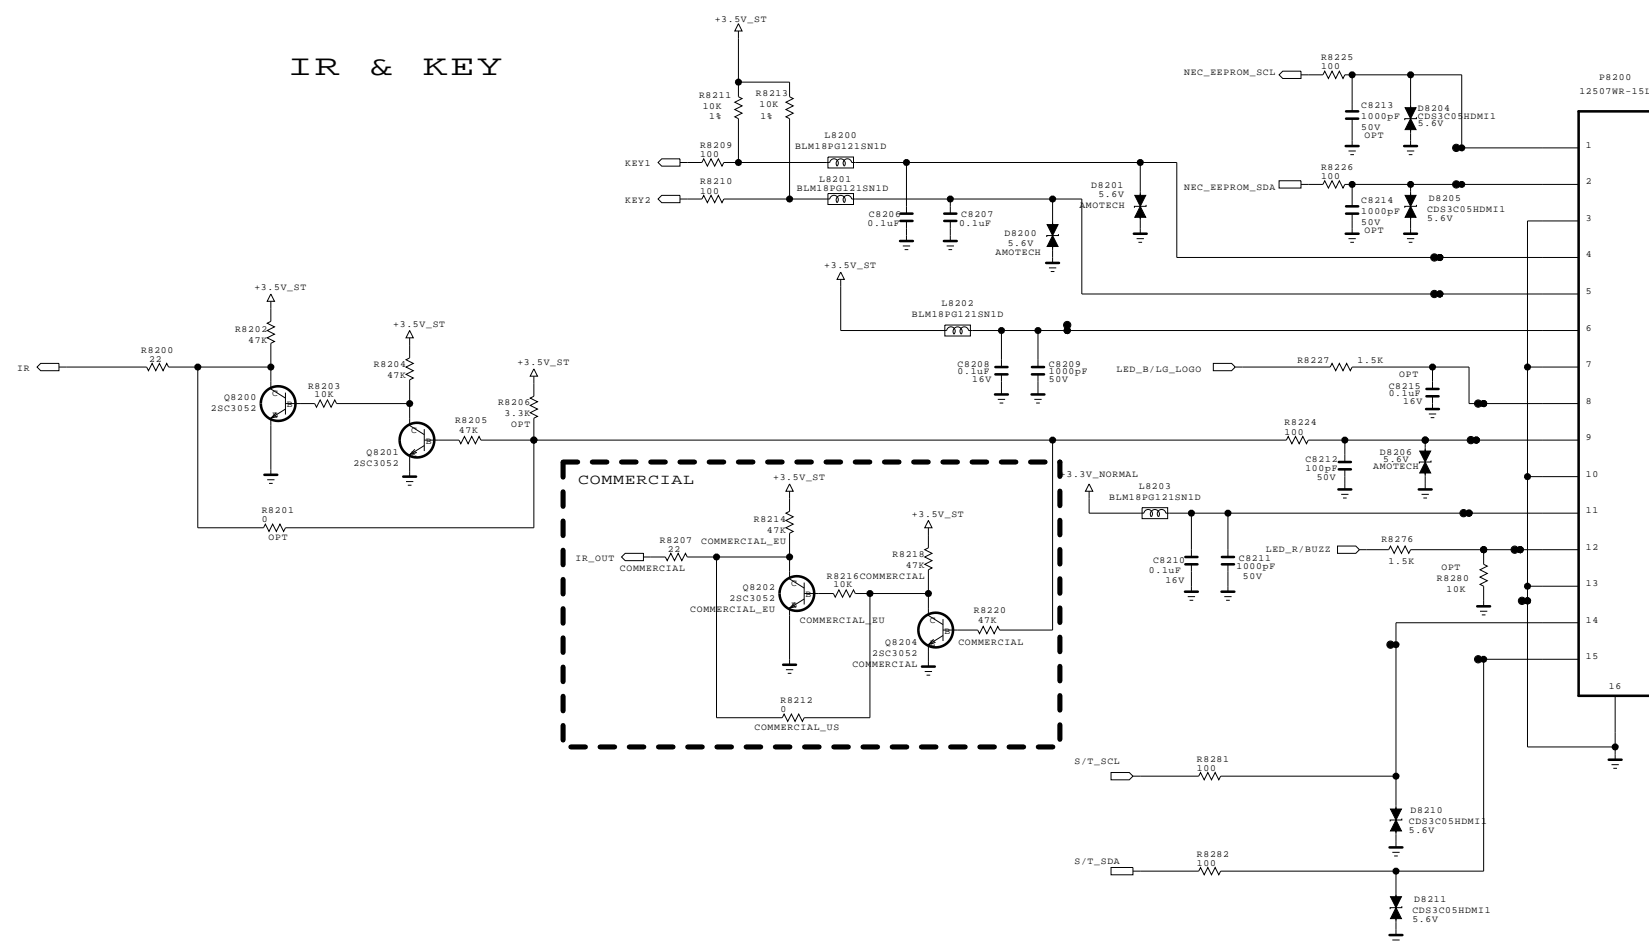 IR & KEY
+3.5V_ST
R8211
10K
1%
R8213
10K
1%
R8209
100
KEY1
R8210
100
KEY2
L8200
BLM18PG121SN1D
L8201
BLM18PG121SN1D
C8206
0.1uF
C8207
0.1uF
D8200
5.6V
AMOTECH
D8201
5.6V
AMOTECH
NEC_EEPROM_SCL
R8225
100
C8213
1000pF
50V
OPT
D8204
CDS3C05HDMI1
5.6V
NEC_EEPROM_SDA
R8226
100
C8214
1000pF
50V
OPT
D8205
CDS3C05HDMI1
5.6V
P8200
12507WR-15L
1
2
3
4
5
6
7
8
9
10
11
12
13
14
15
16
+3.5V_ST
L8202
BLM18PG121SN1D
C8208
0.1uF
16V
C8209
1000pF
50V
LED_B/LG_LOGO
R8227
1.5K
OPT
C8215
0.1uF
16V
R8224
100
C8212
100pF
50V
D8206
5.6V
AMOTECH
+3.3V_NORMAL
L8203
BLM18PG121SN1D
C8210
0.1uF
16V
C8211
1000pF
50V
LED_R/BUZZ
R8276
1.5K
OPT
R8280
10K
IR
R8200
22
+3.5V_ST
R8202
47K
Q8200
2SC3052
C
B
R8203
10K
+3.5V_ST
R8204
47K
Q8201
2SC3052
C
B
R8205
47K
+3.5V_ST
R8206
3.3K
OPT
R8201
0
OPT
COMMERCIAL
+3.5V_ST
R8214
47K
COMMERCIAL_EU
IR_OUT
R8207
22
COMMERCIAL
Q8202
2SC3052
COMMERCIAL_EU
C
B
R8216
10K
COMMERCIAL_EU
+3.5V_ST
R8218
47K
COMMERCIAL
Q8204
2SC3052
COMMERCIAL
C
B
R8220
47K
COMMERCIAL
R8212
0
COMMERCIAL_US
S/T_SCL
R8281
100
D8210
CDS3C05HDMI1
5.6V
S/T_SDA
R8282
100
D8211
CDS3C05HDMI1
5.6V